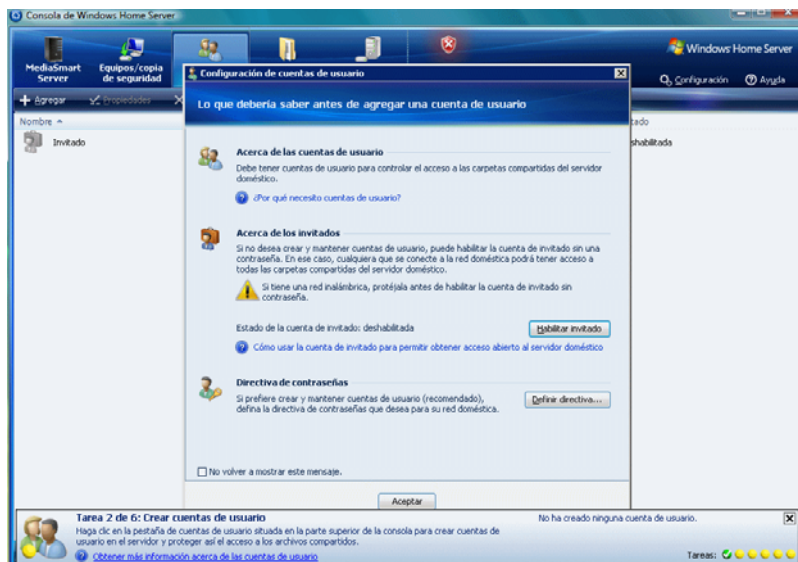 Consola de Windows Home Server
MediaSmart
Server
Equipos/copia
de seguridad
Windows Home Server
Configuración
Ayuda
Agregar
Propiedades
Nombre
Invitado
tado
shabilitada
Configuración de cuentas de usuario
Lo que debería saber antes de agregar una cuenta de usuario
Acerca de las cuentas de usuario
Debe tener cuentas de usuario para controlar el acceso a las carpetas compartidas del servidor
doméstico.
¿Por qué necesito cuentas de usuario?
Acerca de los invitados
Si no desea crear y mantener cuentas de usuario, puede habilitar la cuenta de invitado sin una
contraseña. En ese caso, cualquiera que se conecte a la red doméstica podrá tener acceso a
todas las carpetas compartidas del servidor doméstico.
Si tiene una red inalámbrica, protéjala antes de habilitar la cuenta de invitado sin
contraseña.
Estado de la cuenta de invitado: deshabilitada
Habilitar invitado
Cómo usar la cuenta de invitado para permitir obtener acceso abierto al servidor doméstico
Directiva de contraseñas
Si prefiere crear y mantener cuentas de usuario (recomendado),
defina la directiva de contraseñas que desea para su red doméstica.
Definir directiva...
No volver a mostrar este mensaje.
Aceptar
Tarea 2 de 6: Crear cuentas de usuario
Haga clic en la pestaña de cuentas de usuario situada en la parte superior de la consola para crear cuentas de
usuario en el servidor y proteger así el acceso a los archivos compartidos.
Obtener más información acerca de las cuentas de usuario
No ha creado ninguna cuenta de usuario.
Tareas: